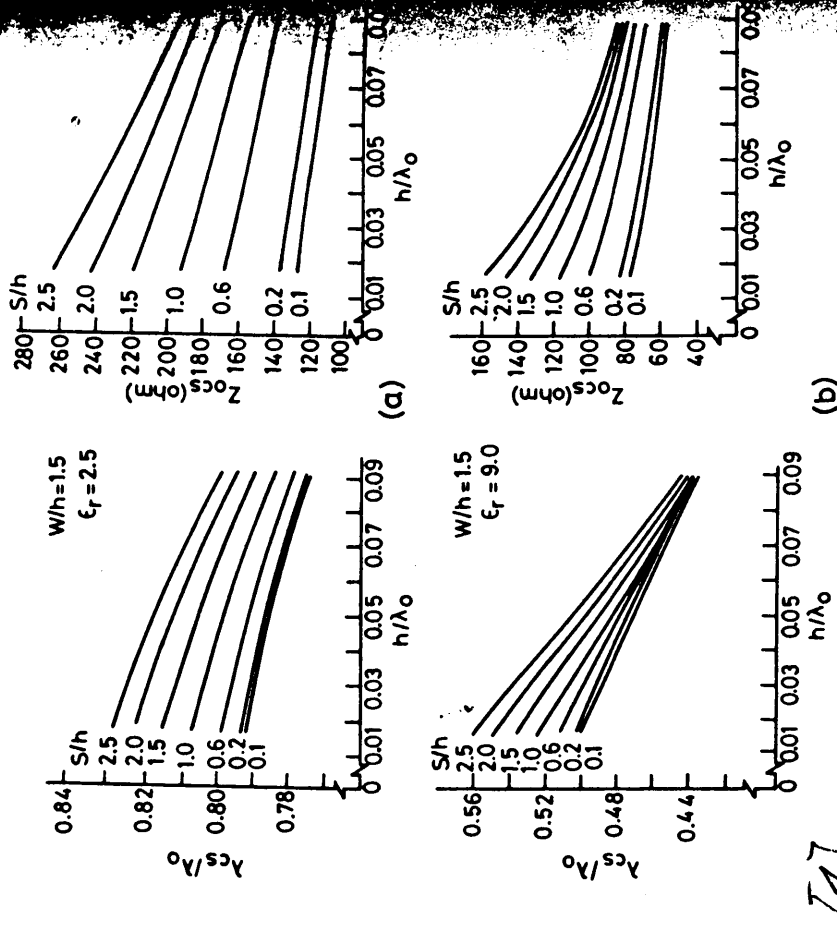 λcs/λo
0.84
0.82
0.80
0.78
S/h
2.5
2.0
1.5
1.0
0.6
0.2
0.1
W/h=1.5
εr = 2.5
0 0.01 0.03 0.05 0.07 0.09
h/λo
Zocs(ohm)
280
260
240
220
200
180
160
140
120
100
S/h
2.5
2.0
1.5
1.0
0.6
0.2
0.1
0 0.01 0.03 0.05 0.07
h/λo
(a)
λcs/λo
0.56
0.52
0.48
0.44
S/h
2.5
2.0
1.5
1.0
0.6
0.2
0.1
W/h=1.5
εr = 9.0
0 0.01 0.03 0.05 0.07 0.09
h/λo
Zocs(ohm)
160
140
120
100
80
60
40
S/h
2.5
2.0
1.5
1.0
0.6
0.2
0.1
0 0.01 0.03 0.05 0.07
h/λo
(b)